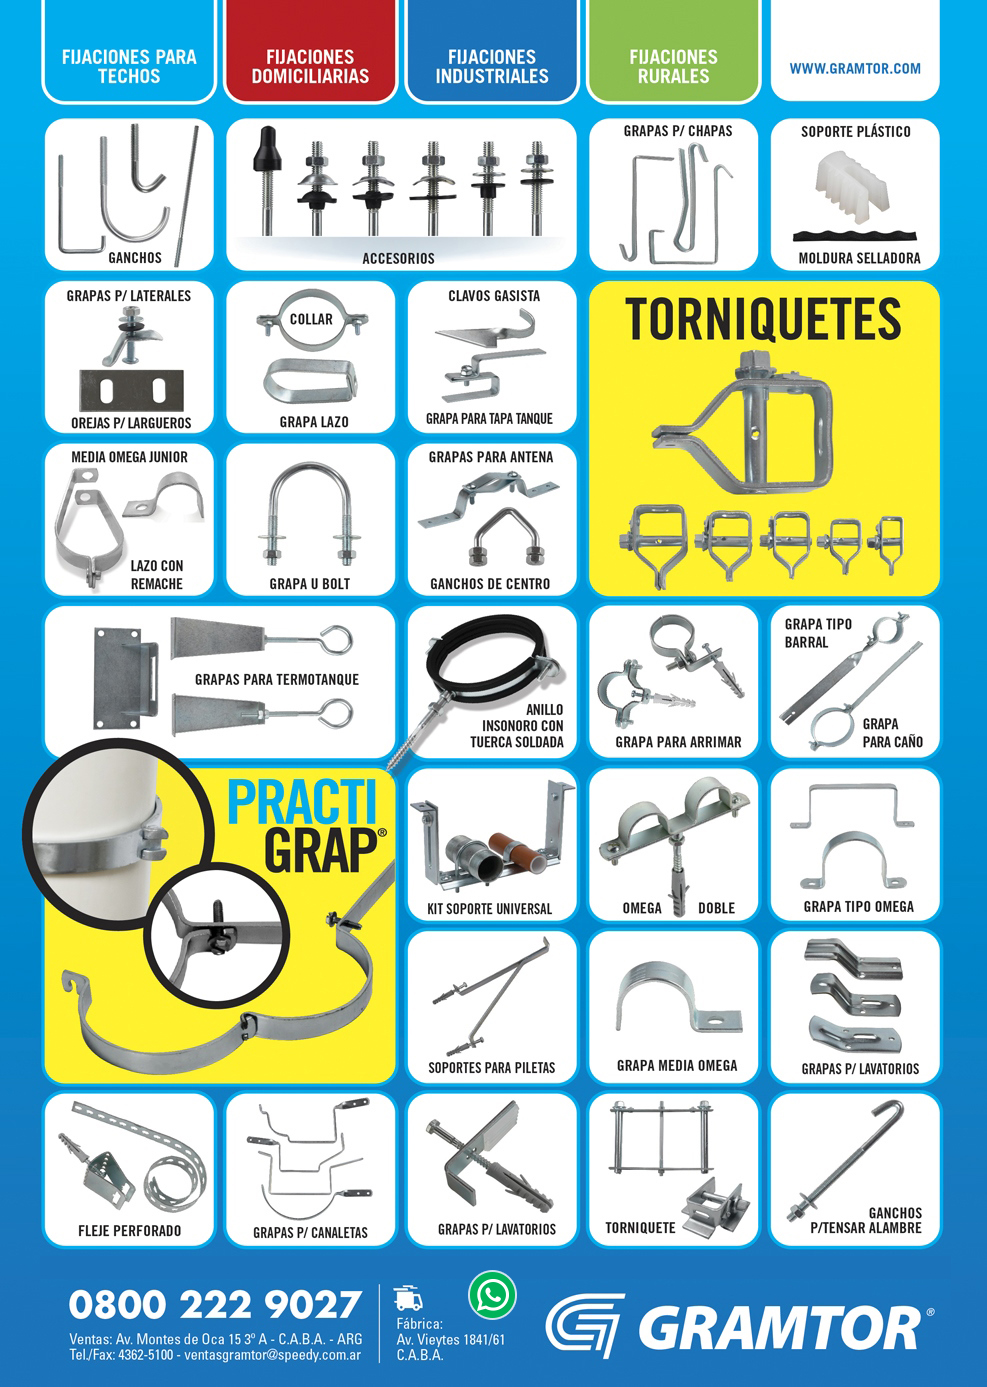 FIJACIONES PARA
TECHOS
FIJACIONES
DOMICILIARIAS
FIJACIONES
INDUSTRIALES
FIJACIONES
RURALES
WWW.GRAMTOR.COM
GANCHOS
ACCESORIOS
GRAPAS P/ CHAPAS
SOPORTE PLÁSTICO
MOLDURA SELLADORA
GRAPAS P/ LATERALES
OREJAS P/ LARGUEROS
COLLAR
GRAPA LAZO
CLAVOS GASISTA
GRAPA PARA TAPA TANQUE
TORNIQUETES
MEDIA OMEGA JUNIOR
LAZO CON
REMACHE
GRAPA U BOLT
GRAPAS PARA ANTENA
GANCHOS DE CENTRO
GRAPAS PARA TERMOTANQUE
ANILLO
INSONORO CON
TUERCA SOLDADA
GRAPA PARA ARRIMAR
GRAPA TIPO
BARRAL
GRAPA
PARA CAÑO
PRACTI
GRAP®
KIT SOPORTE UNIVERSAL
OMEGA DOBLE
GRAPA TIPO OMEGA
SOPORTES PARA PILETAS
GRAPA MEDIA OMEGA
GRAPAS P/ LAVATORIOS
FLEJE PERFORADO
GRAPAS P/ CANALETAS
GRAPAS P/ LAVATORIOS
TORNIQUETE
GANCHOS
P/TENSAR ALAMBRE
0800 222 9027
Ventas: Av. Montes de Oca 15 3º A - C.A.B.A. - ARG
Tel./Fax: 4362-5100 - ventasgramtor@speedy.com.ar
Fábrica:
Av. Vieytes 1841/61
C.A.B.A.
GRAMTOR®